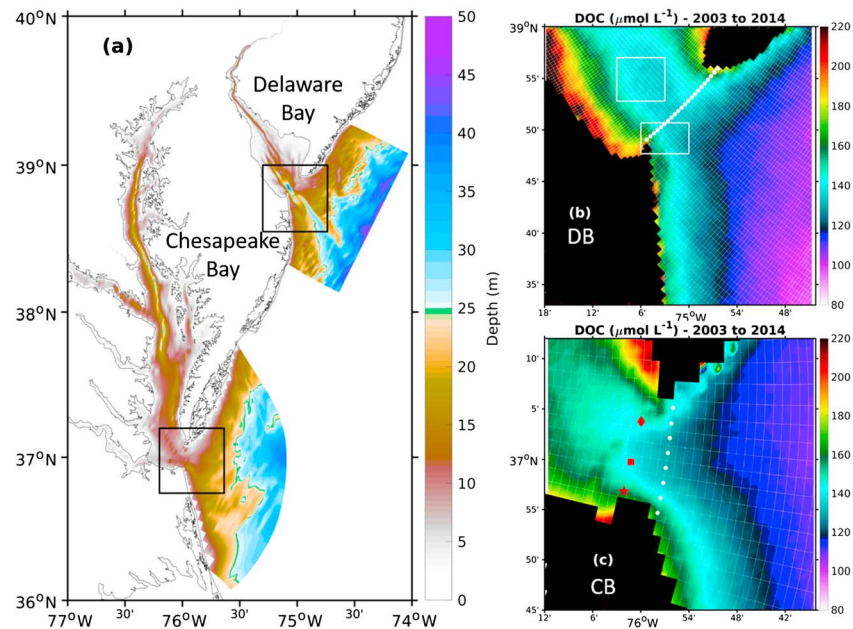 (a)
Delaware
Bay
Chesapeake
Bay
40°N
39°N
38°N
37°N
36°N
77°W 30' 76°W 30' 75°W 30' 74°W
50
45
40
35
30
25
20
15
10
5
0
Depth (m)
DOC (μmol L⁻¹) - 2003 to 2014
39°N
55'
50'
45'
40'
35'
18' 12' 6' 75°W 54' 48'
(b)
DB
220
200
180
160
140
120
100
80
DOC (μmol L⁻¹) - 2003 to 2014
10'
5'
37°N
55'
50'
45'
12' 6' 76°W 54' 48'
(c)
CB
220
200
180
160
140
120
100
80